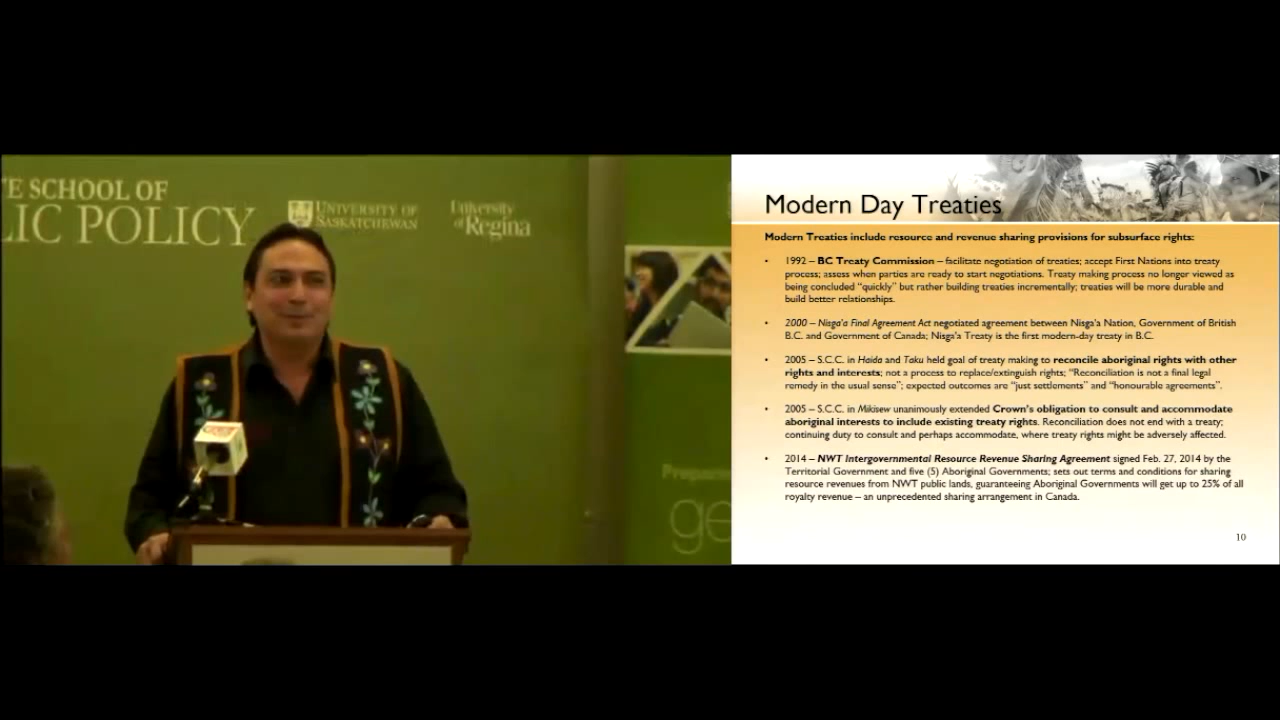 TE SCHOOL OF
LIC POLICY
UNIVERSITY OF
SASKATCHEWAN
University
of Regina
Modern Day Treaties
Modern Treaties include resource and revenue sharing provisions for subsurface rights:
• 1992 – BC Treaty Commission – facilitate negotiation of treaties; accept First Nations into treaty
process; assess when parties are ready to start negotiations. Treaty making process no longer viewed as
being concluded “quickly” but rather building treaties incrementally; treaties will be more durable and
build better relationships.
• 2000 – Nisga'a Final Agreement Act negotiated agreement between Nisga'a Nation, Government of British
B.C. and Government of Canada; Nisga'a Treaty is the first modern-day treaty in B.C.
• 2005 – S.C.C. in Haida and Taku held goal of treaty making to reconcile aboriginal rights with other
rights and interests; not a process to replace/extinguish rights; “Reconciliation is not a final legal
remedy in the usual sense”; expected outcomes are “just settlements” and “honourable agreements”.
• 2005 – S.C.C. in Mikisew unanimously extended Crown's obligation to consult and accommodate
aboriginal interests to include existing treaty rights. Reconciliation does not end with a treaty;
continuing duty to consult and perhaps accommodate, where treaty rights might be adversely affected.
• 2014 – NWT Intergovernmental Resource Revenue Sharing Agreement signed Feb. 27, 2014 by the
Territorial Government and five (5) Aboriginal Governments; sets out terms and conditions for sharing
resource revenues from NWT public lands, guaranteeing Aboriginal Governments will get up to 25% of all
royalty revenue – an unprecedented sharing arrangement in Canada.
10
ge